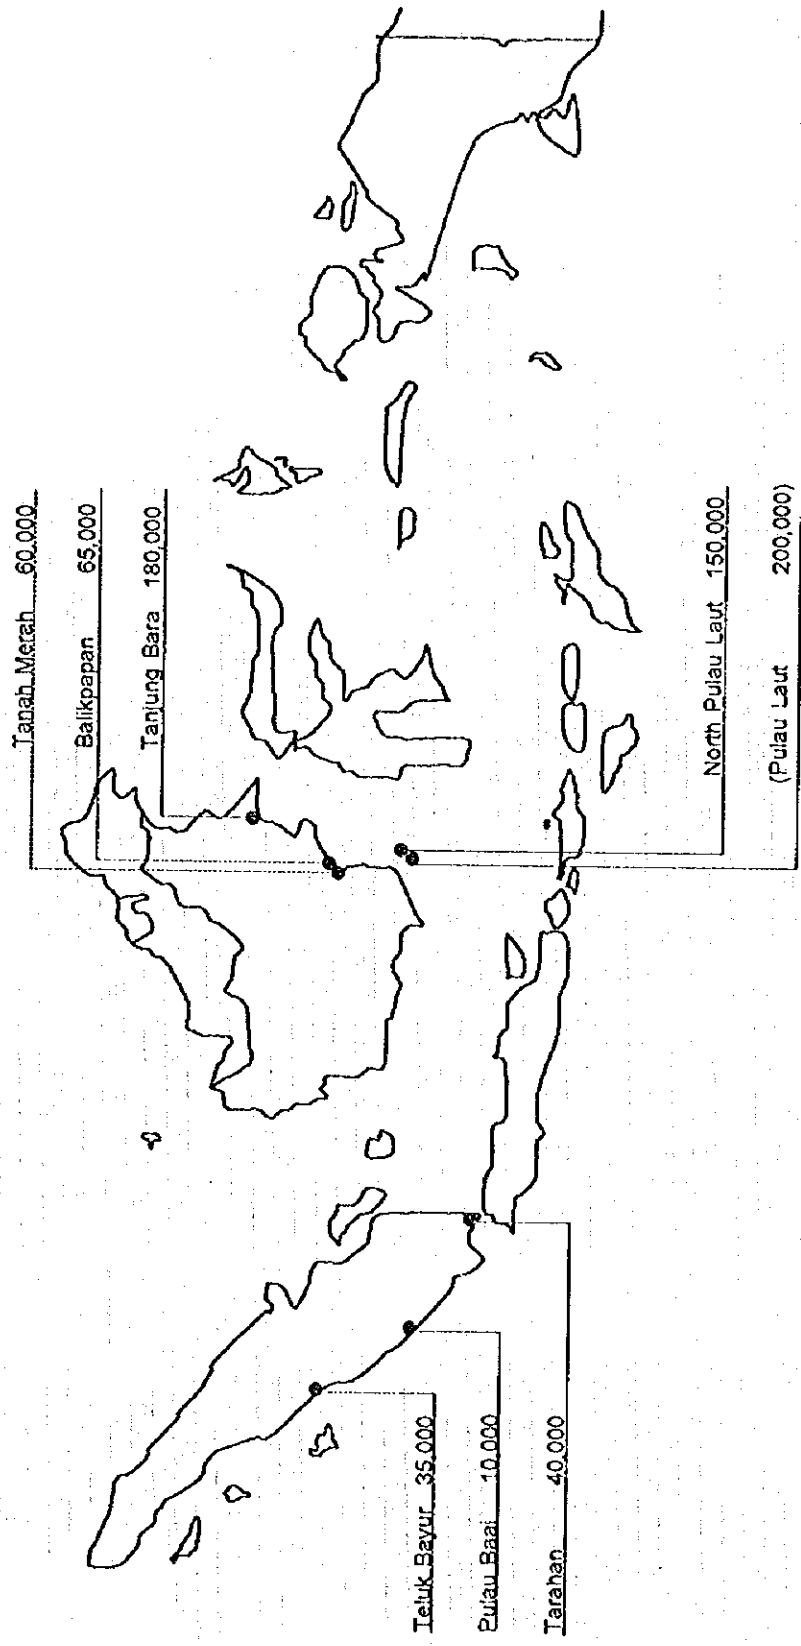 Tanah Merah 60,000
Balikpapan 65,000
Tanjung Bara 180,000
Teluk Bayur 35,000
Pulau Baai 10,000
Tarahan 40,000
North Pulau Laut 150,000
(Pulau Laut 200,000)